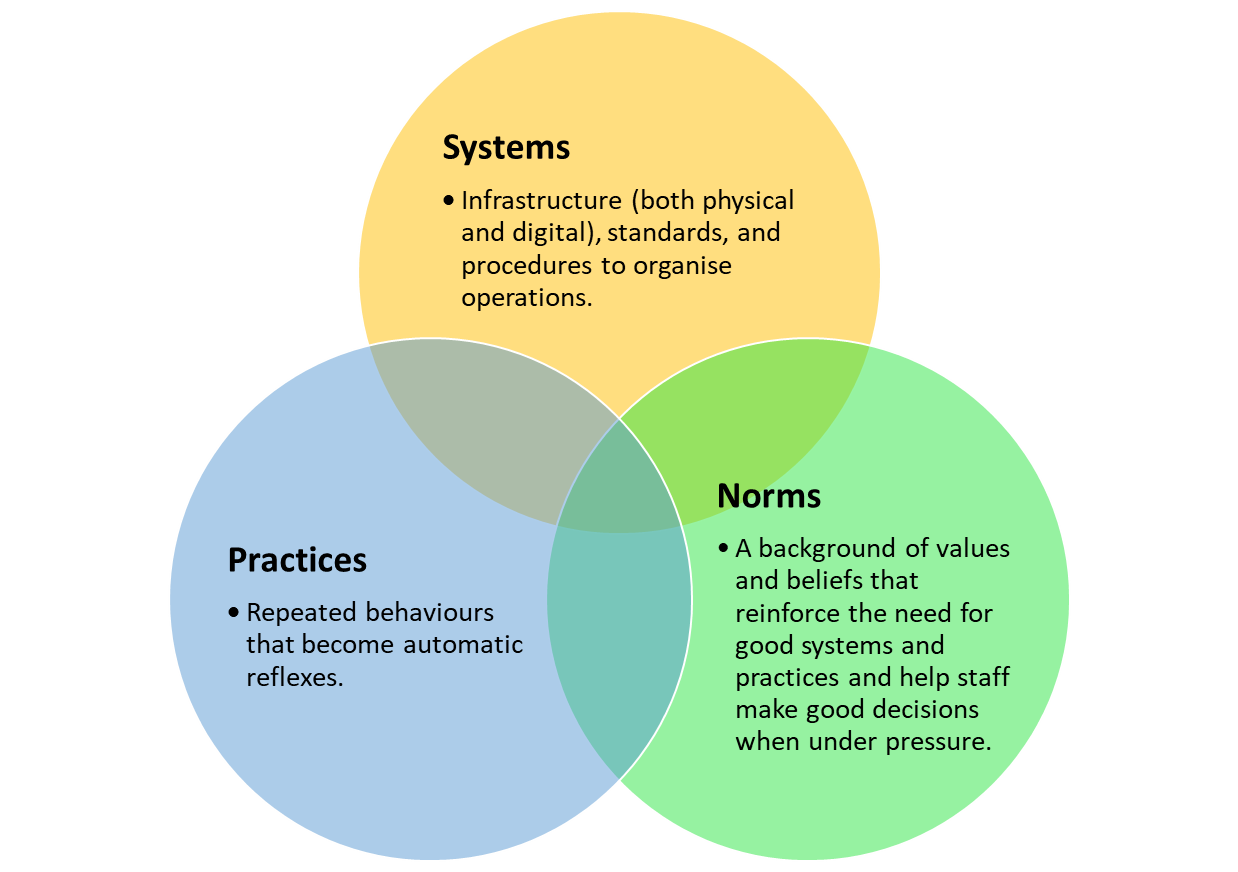 Systems
• Infrastructure (both physical
and digital), standards, and
procedures to organise
operations.
Practices
• Repeated behaviours
that become automatic
reflexes.
Norms
• A background of values
and beliefs that
reinforce the need for
good systems and
practices and help staff
make good decisions
when under pressure.